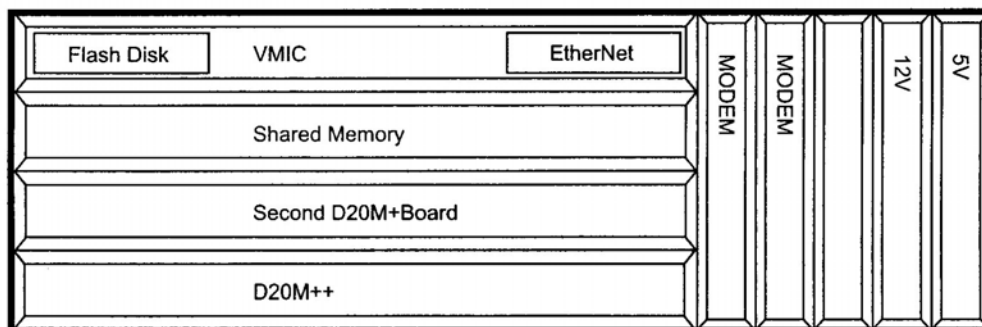 Flash Disk VMIC EtherNet
Shared Memory
Second D20M+Board
D20M++
MODEM
MODEM
12V
5V